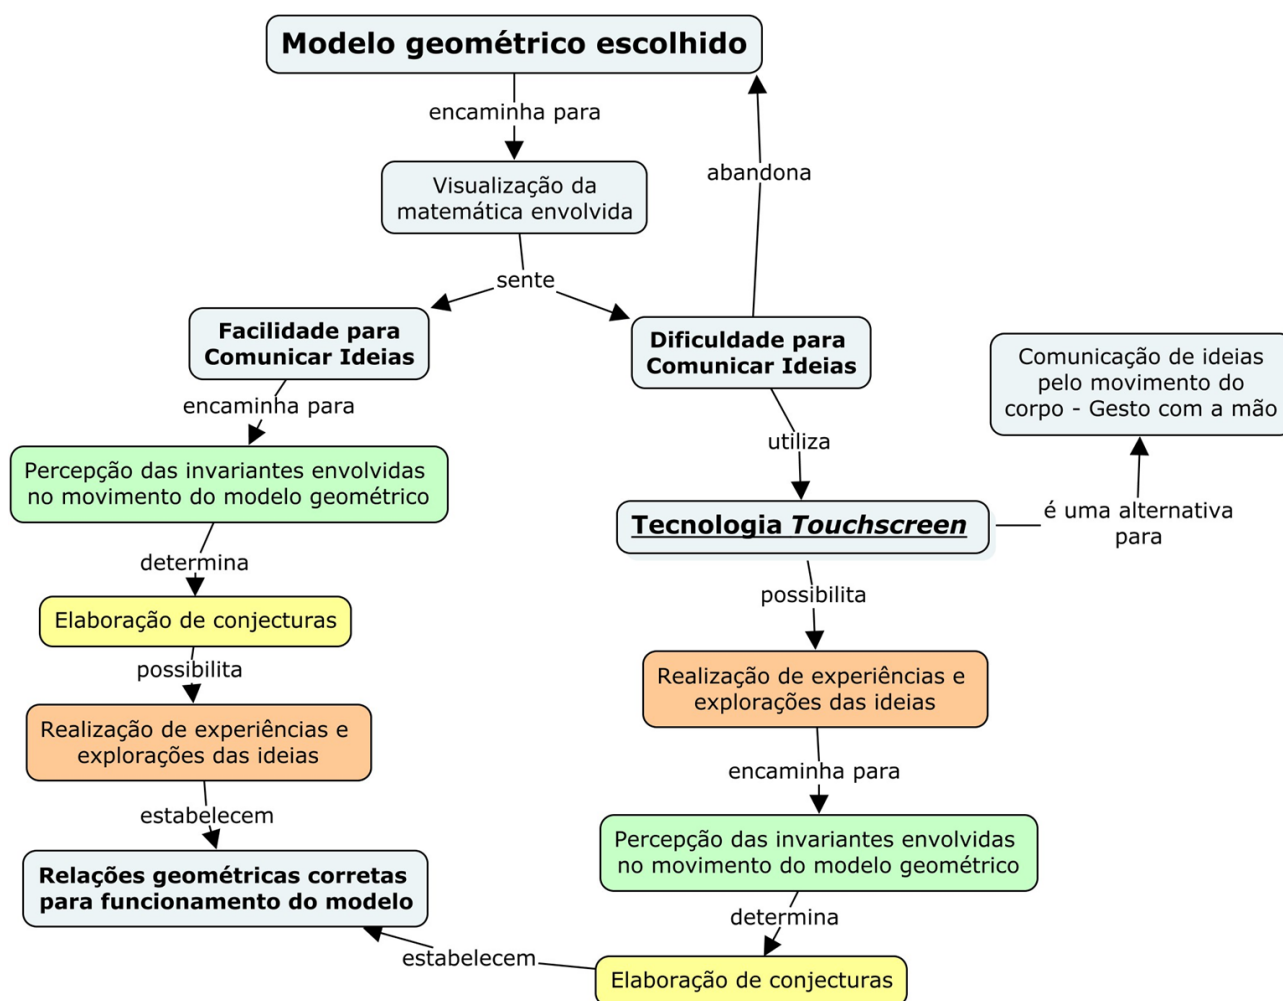 Modelo geométrico escolhido
encaminha para
Visualização da
matemática envolvida
abandona
sente
Facilidade para
Comunicar Ideias
Dificuldade para
Comunicar Ideias
Comunicação de ideias
pelo movimento do
corpo - Gesto com a mão
encaminha para
utiliza
Percepção das invariantes envolvidas
no movimento do modelo geométrico
Tecnologia Touchscreen
é uma alternativa
para
determina
possibilita
Elaboração de conjecturas
possibilita
Realização de experiências e
explorações das ideias
Realização de experiências e
explorações das ideias
encaminha para
estabelecem
Percepção das invariantes envolvidas
no movimento do modelo geométrico
Relações geométricas corretas
para funcionamento do modelo
determina
estabelecem
Elaboração de conjecturas